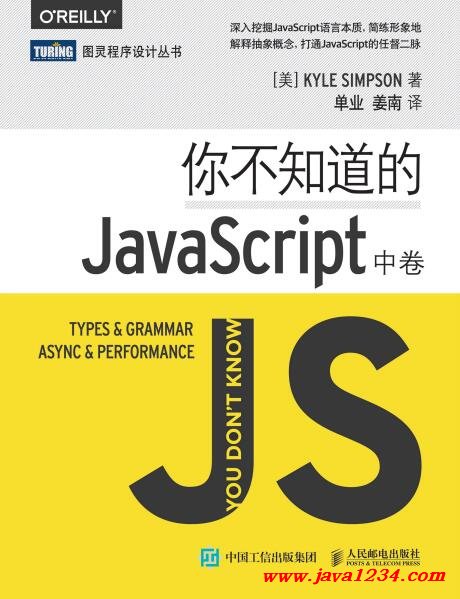 O'REILLY®
TURING 图灵程序设计丛书
深入挖掘JavaScript语言本质，简练形象地
解释抽象概念，打通JavaScript的任督二脉
[美] KYLE SIMPSON 著
单业 姜南 译
你不知道的
JavaScript 中卷
TYPES & GRAMMAR
ASYNC & PERFORMANCE
JS
YOU DON'T KNOW
中国工信出版集团
人民邮电出版社
POSTS & TELECOM PRESS
www.java1234.com